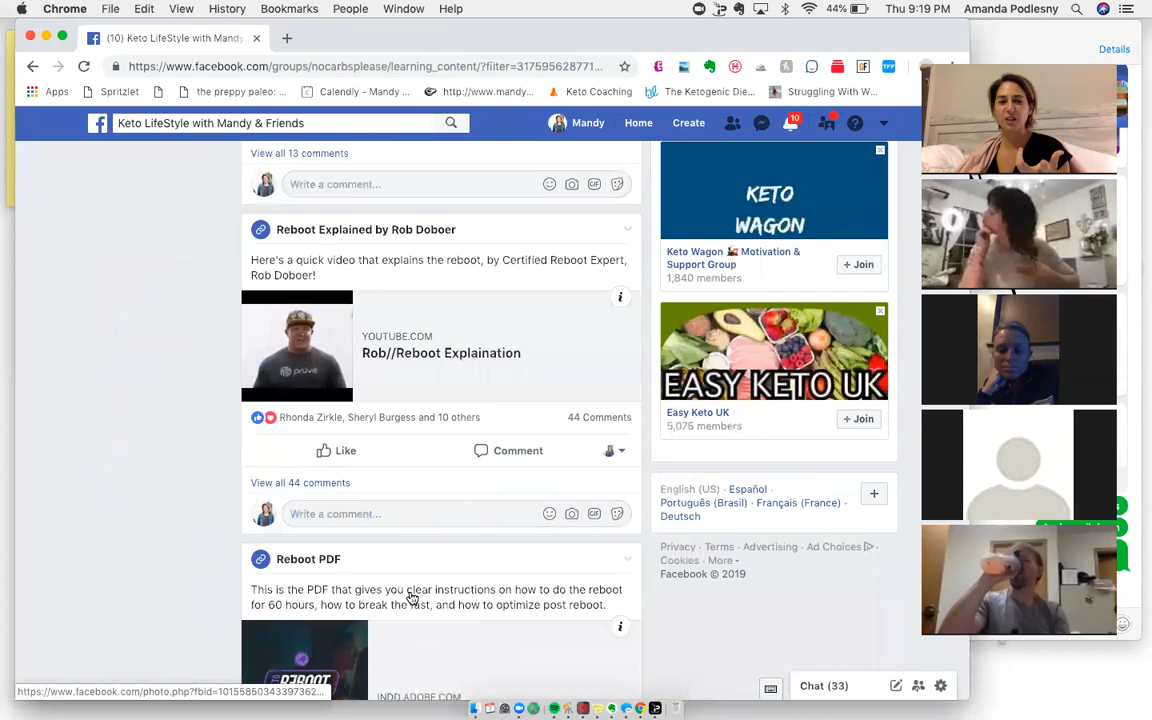 Chrome File Edit View History Bookmarks People Window Help
44% Thu 9:19 PM Amanda Podlesny
(10) Keto LifeStyle with Mandy
Details
https://www.facebook.com/groups/nocarbsplease/learning_content/?filter=317595628771...
Apps Spritzlet the preppy paleo: ... Calendly - Mandy ... http://www.mandy... Keto Coaching The Ketogenic Die... Struggling With W...
Keto LifeStyle with Mandy & Friends
Mandy Home Create 10
View all 13 comments
Write a comment... GIF
KETO
WAGON
Reboot Explained by Rob Doboer
Here's a quick video that explains the reboot, by Certified Reboot Expert,
Rob Doboer!
YOUTUBE.COM
Rob//Reboot Explaination
prüvit
Rhonda Zirkle, Sheryl Burgess and 10 others 44 Comments
Like Comment
View all 44 comments
Write a comment... GIF
Reboot PDF
This is the PDF that gives you clear instructions on how to do the reboot
for 60 hours, how to break the fast, and how to optimize post reboot.
REBOOT
INDD.ADOBE.COM
Keto Wagon Motivation &
Support Group
1,840 members
+ Join
EASY KETO UK
Easy Keto UK
5,075 members
+ Join
English (US) · Español ·
Português (Brasil) · Français (France) ·
Deutsch
Privacy · Terms · Advertising · Ad Choices ·
Cookies · More
Facebook © 2019
Chat (33)
https://www.facebook.com/photo.php?fbid=10155850343397362...